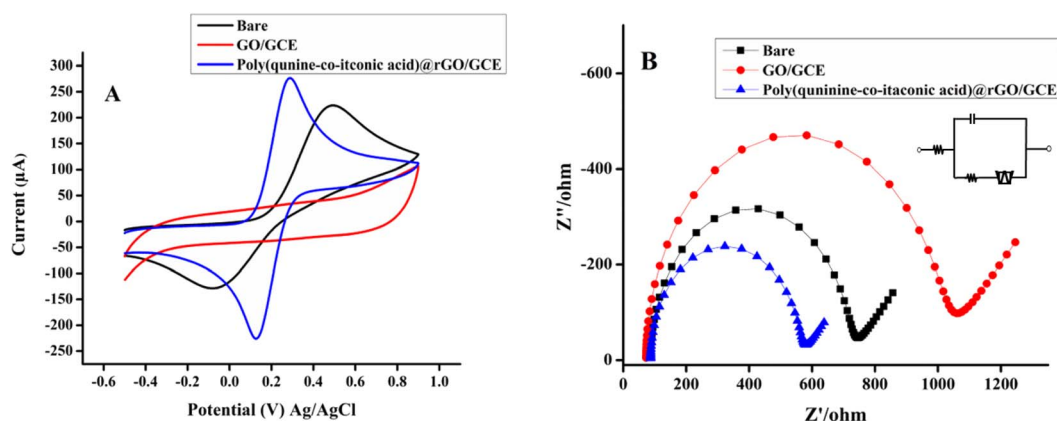 Bare
GO/GCE
Poly(qunine-co-itconic acid)@rGO/GCE
A
300
250
200
150
100
50
0
-50
-100
-150
-200
-250
Currrent (µA)
-0.6 -0.4 -0.2 0.0 0.2 0.4 0.6 0.8 1.0
Potential (V) Ag/AgCl
B
Bare
GO/GCE
Poly(quninine-co-itaconic acid)@rGO/GCE
-600
-400
-200
0
Z''/ohm
0 200 400 600 800 1000 1200
Z'/ohm